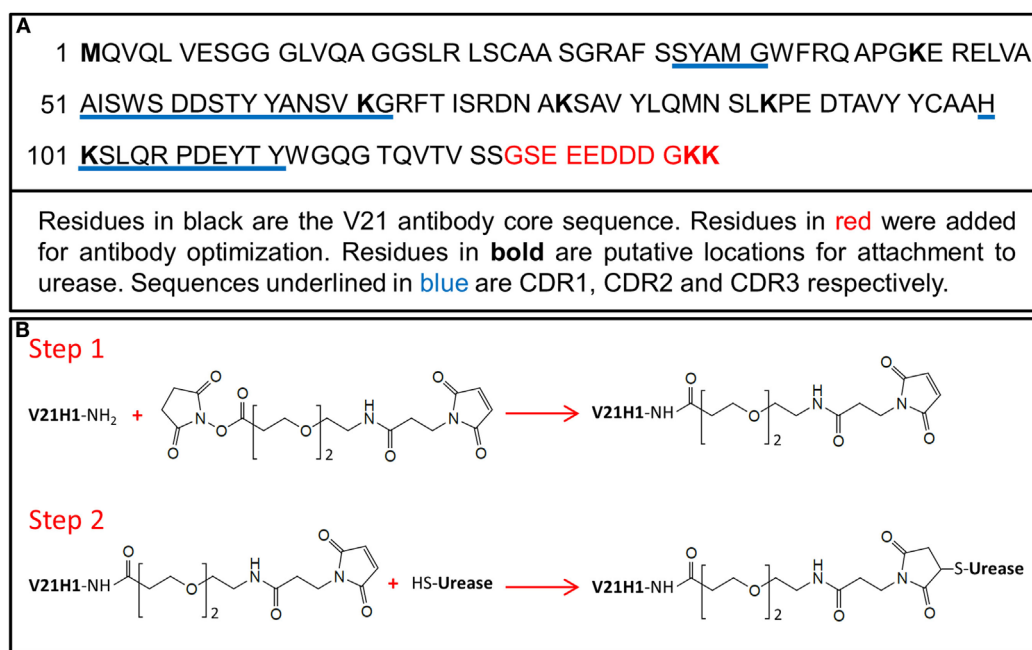 A
1 MQVQL VESGG GLVQA GGSLR LSCAA SGRAF SSYAM GWFRQ APGKE RELVA
51 AISWS DDSTY YANSV KGRFT ISRDN AKSAV YLQMN SLKPE DTAVY YCAAH
101 KSLQR PDEYT YWGQG TQVTV SSGSE EEDDD GKK
Residues in black are the V21 antibody core sequence. Residues in red were added
for antibody optimization. Residues in bold are putative locations for attachment to
urease. Sequences underlined in blue are CDR1, CDR2 and CDR3 respectively.
B
Step 1
V21H1-NH2 + O N O O O O 2 H N O O N O V21H1-NH O O 2 H N O O N O
Step 2
V21H1-NH O O 2 H N O O N O + HS-Urease V21H1-NH O O 2 H N O O N O S-Urease